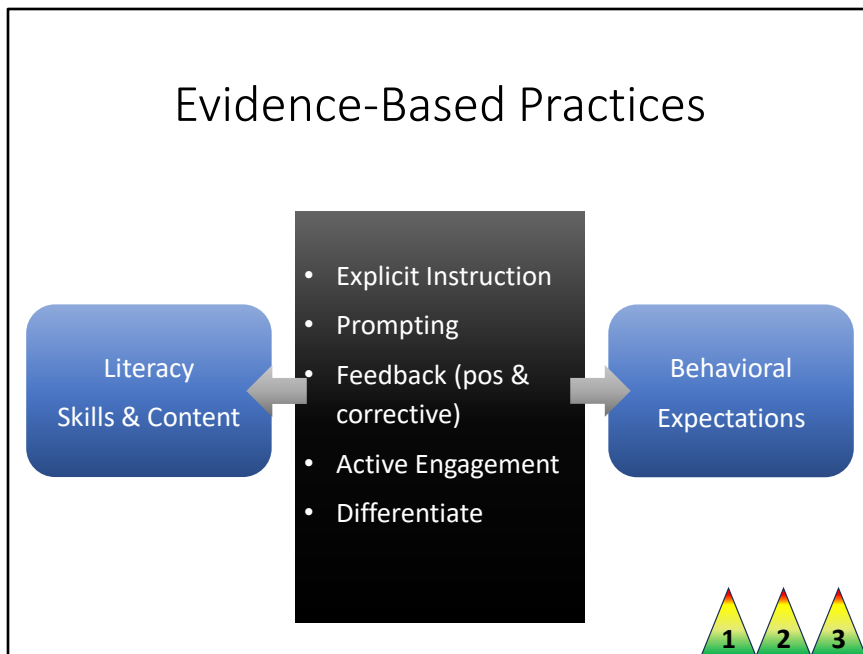 Evidence-Based Practices
Literacy
Skills & Content
• Explicit Instruction
• Prompting
• Feedback (pos &
corrective)
• Active Engagement
• Differentiate
Behavioral
Expectations
1 2 3